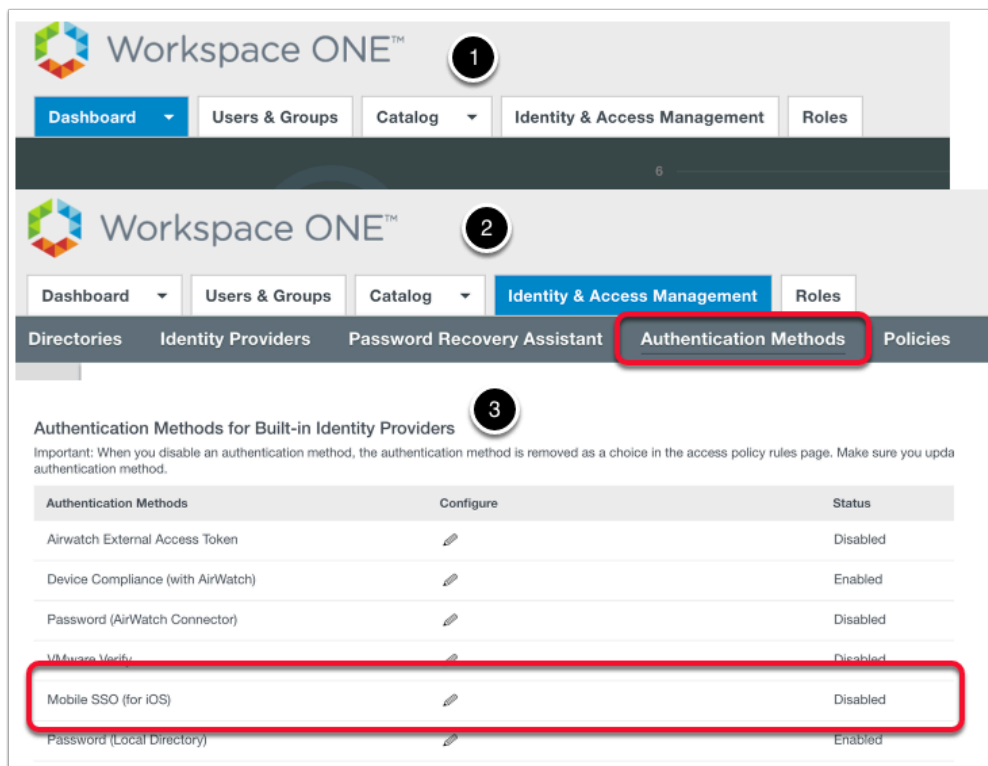 Workspace ONE™
1
Dashboard Users & Groups Catalog Identity & Access Management Roles
6
Workspace ONE™
2
Dashboard Users & Groups Catalog Identity & Access Management Roles
Directories Identity Providers Password Recovery Assistant Authentication Methods Policies
3
Authentication Methods for Built-in Identity Providers
Important: When you disable an authentication method, the authentication method is removed as a choice in the access policy rules page. Make sure you upda
authentication method.
Authentication Methods Configure Status
Airwatch External Access Token Disabled
Device Compliance (with AirWatch) Enabled
Password (AirWatch Connector) Disabled
VMware Verify Disabled
Mobile SSO (for iOS) Disabled
Password (Local Directory) Enabled